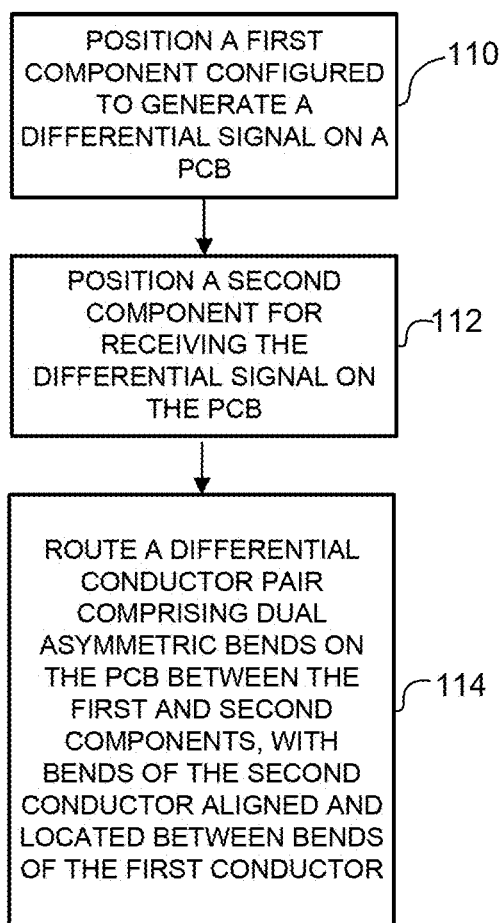 POSITION A FIRST
COMPONENT CONFIGURED
TO GENERATE A
DIFFERENTIAL SIGNAL ON A
PCB
110
POSITION A SECOND
COMPONENT FOR
RECEIVING THE
DIFFERENTIAL SIGNAL ON
THE PCB
112
ROUTE A DIFFERENTIAL
CONDUCTOR PAIR
COMPRISING DUAL
ASYMMETRIC BENDS ON
THE PCB BETWEEN THE
FIRST AND SECOND
COMPONENTS, WITH
BENDS OF THE SECOND
CONDUCTOR ALIGNED AND
LOCATED BETWEEN BENDS
OF THE FIRST CONDUCTOR
114